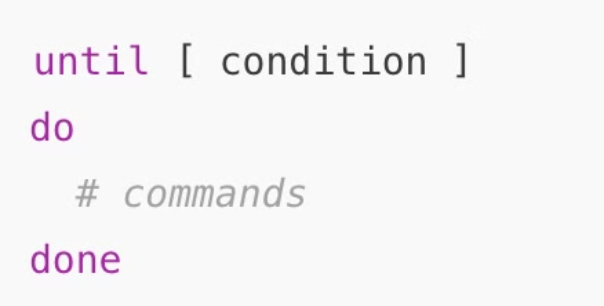 until [ condition ]
do
  # commands
done